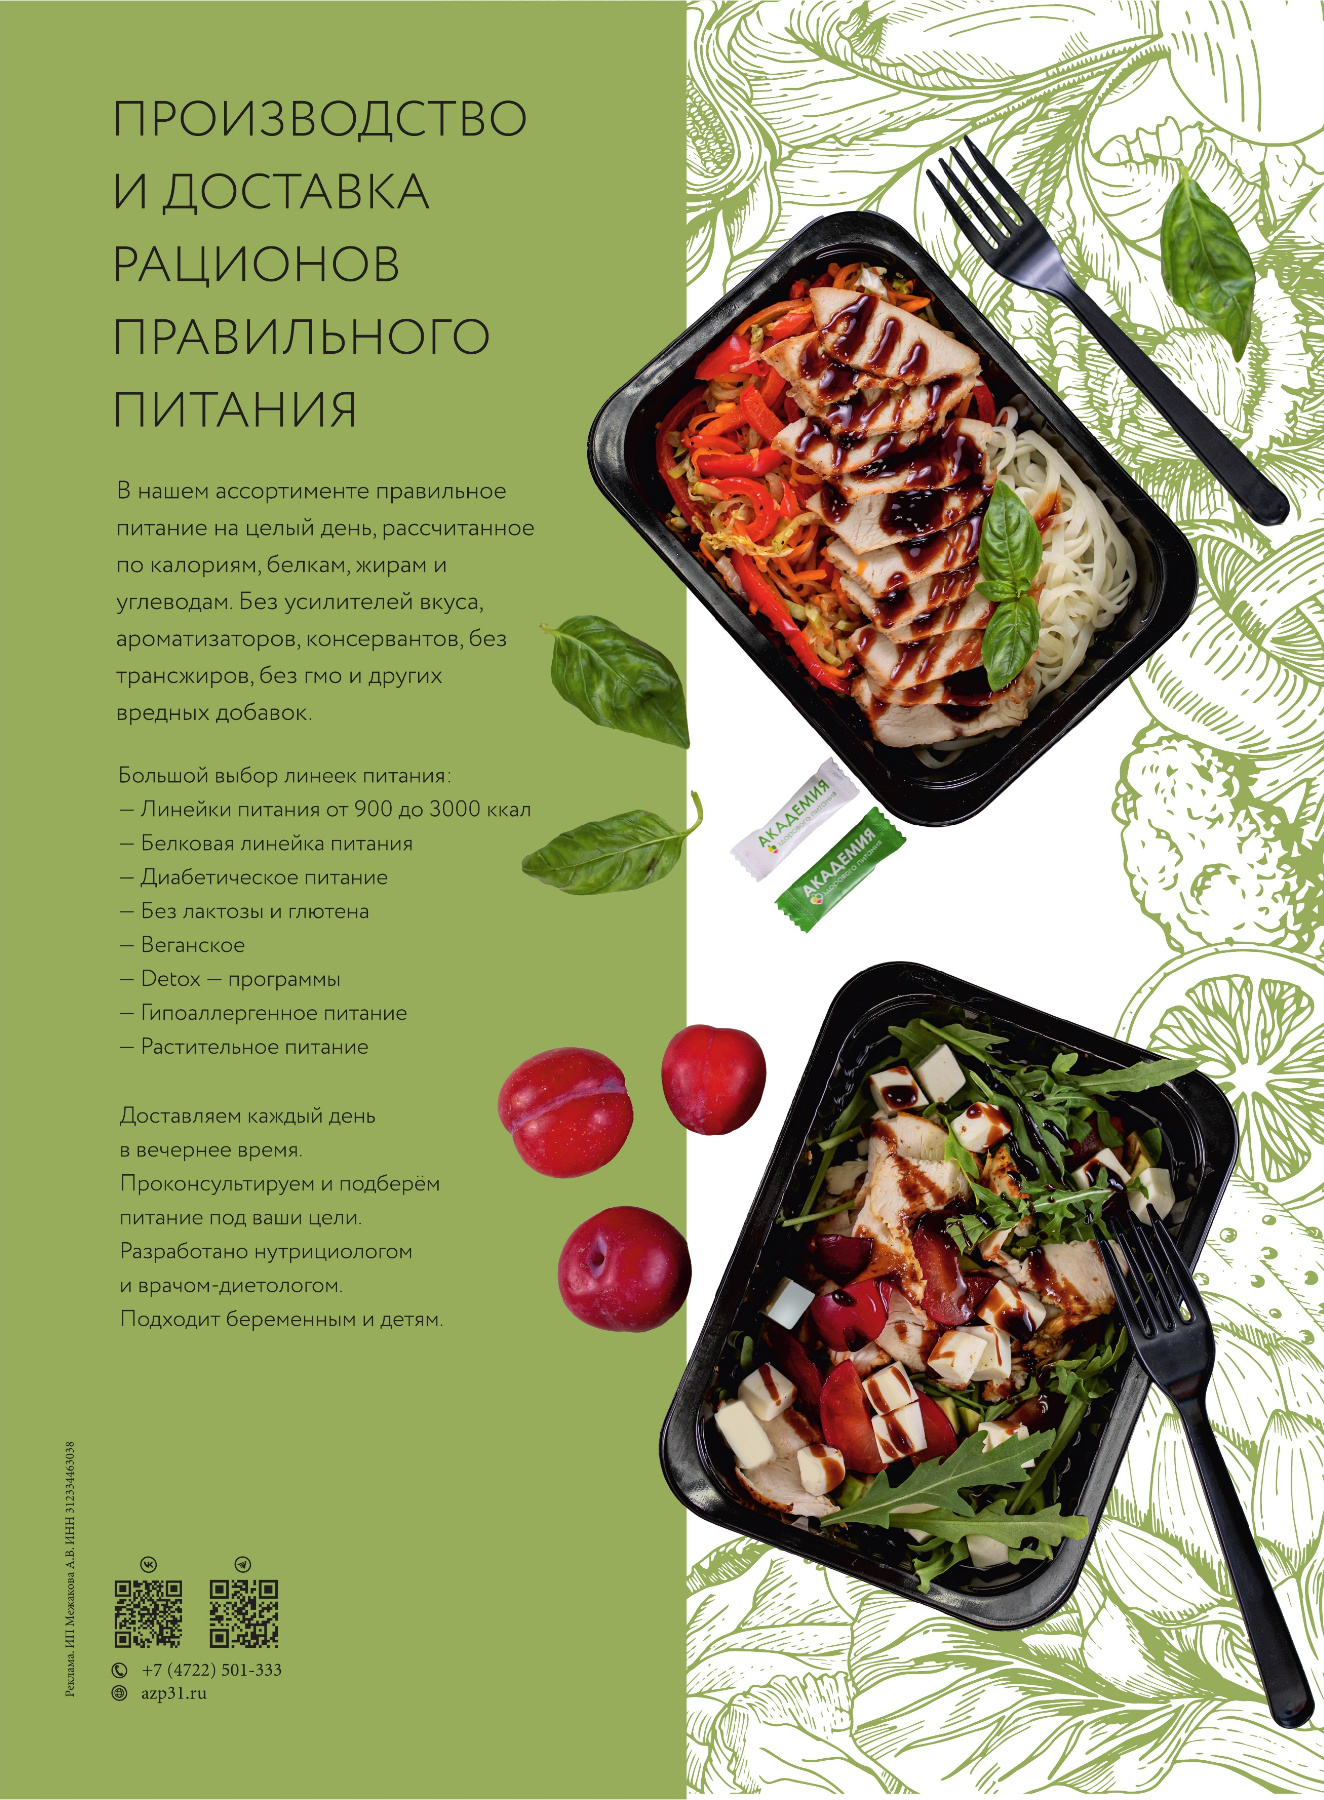 ПРОИЗВОДСТВО
И ДОСТАВКА
РАЦИОНОВ
ПРАВИЛЬНОГО
ПИТАНИЯ
В нашем ассортименте правильное
питание на целый день, рассчитанное
по калориям, белкам, жирам и
углеводам. Без усилителей вкуса,
ароматизаторов, консервантов, без
трансжиров, без гмо и других
вредных добавок.
Большой выбор линеек питания:
— Линейки питания от 900 до 3000 ккал
— Белковая линейка питания
— Диабетическое питание
— Без лактозы и глютена
— Веганское
— Detox — программы
— Гипоаллергенное питание
— Растительное питание
Доставляем каждый день
в вечернее время.
Проконсультируем и подберём
питание под ваши цели.
Разработано нутрициологом
и врачом-диетологом.
Подходит беременным и детям.
Реклама. ИП Межакова А.В. ИНН 312334463038
+7 (4722) 501-333
azp31.ru
АКАДЕМИЯ
здорового питания
АКАДЕМИЯ
здорового питания